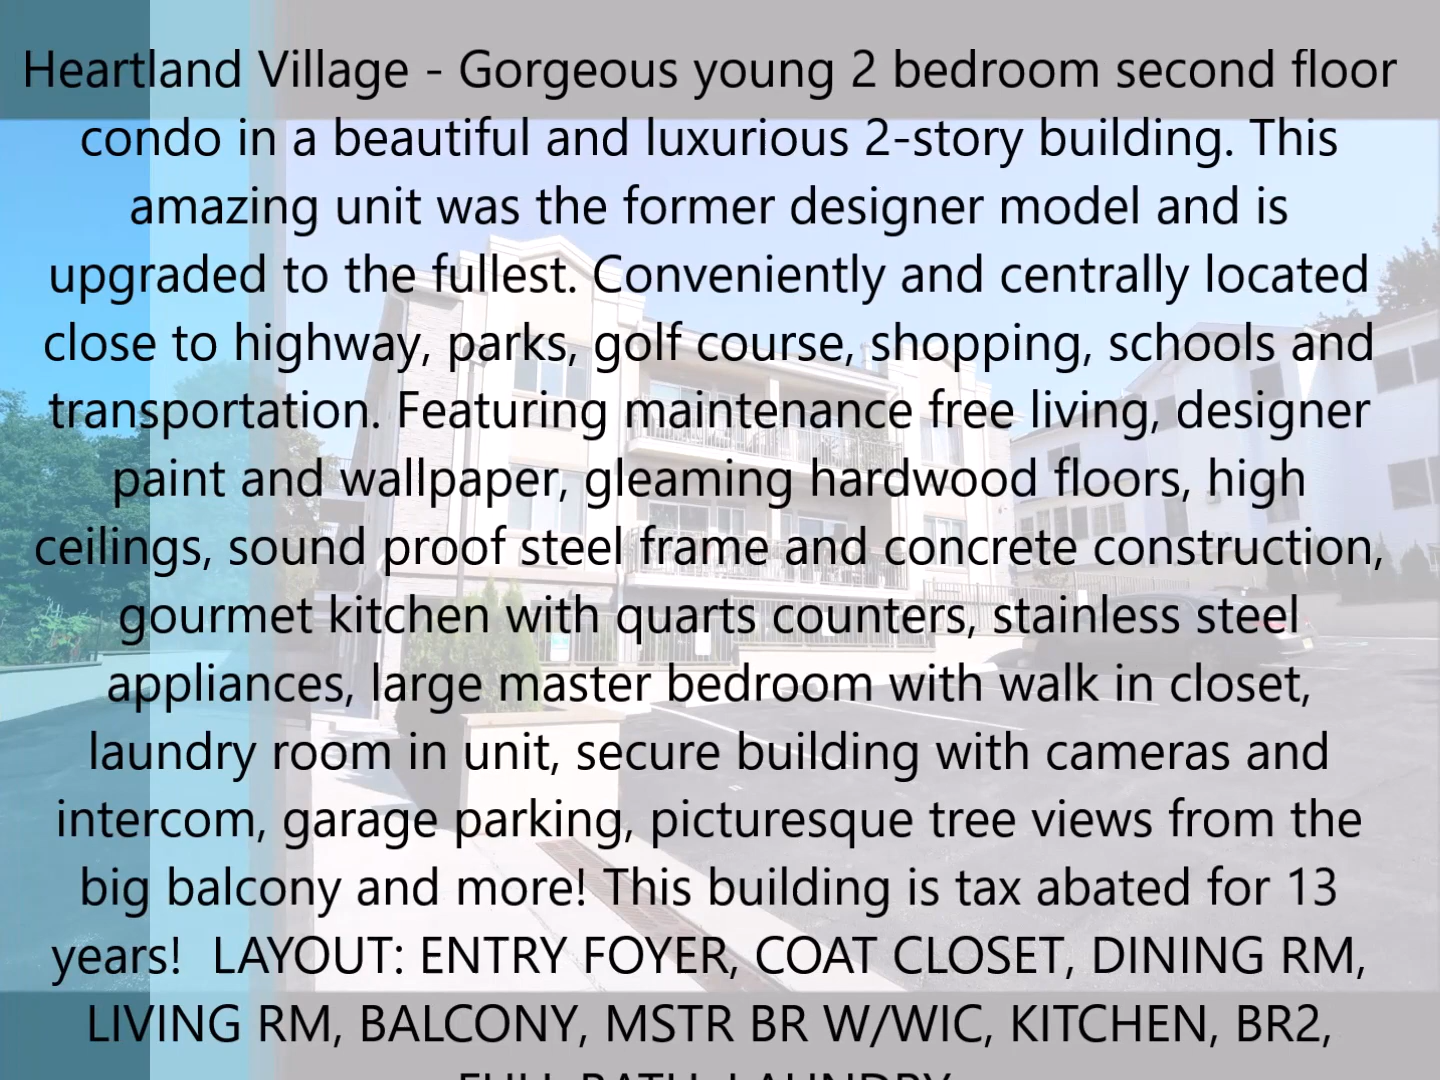 Heartland Village - Gorgeous young 2 bedroom second floor
condo in a beautiful and luxurious 2-story building. This
amazing unit was the former designer model and is
upgraded to the fullest. Conveniently and centrally located
close to highway, parks, golf course, shopping, schools and
transportation. Featuring maintenance free living, designer
paint and wallpaper, gleaming hardwood floors, high
ceilings, sound proof steel frame and concrete construction,
gourmet kitchen with quarts counters, stainless steel
appliances, large master bedroom with walk in closet,
laundry room in unit, secure building with cameras and
intercom, garage parking, picturesque tree views from the
big balcony and more! This building is tax abated for 13
years!  LAYOUT: ENTRY FOYER, COAT CLOSET, DINING RM,
LIVING RM, BALCONY, MSTR BR W/WIC, KITCHEN, BR2,
FULL BATH, LAUNDRY